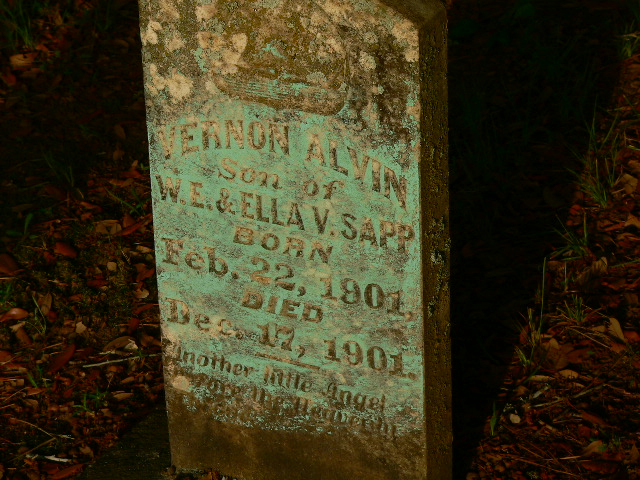 VERNON ALVIN
Son of
W.E. & ELLA V. SAPP
BORN
Feb. 22, 1901,
DIED
Dec. 17, 1901.
Another little Angel